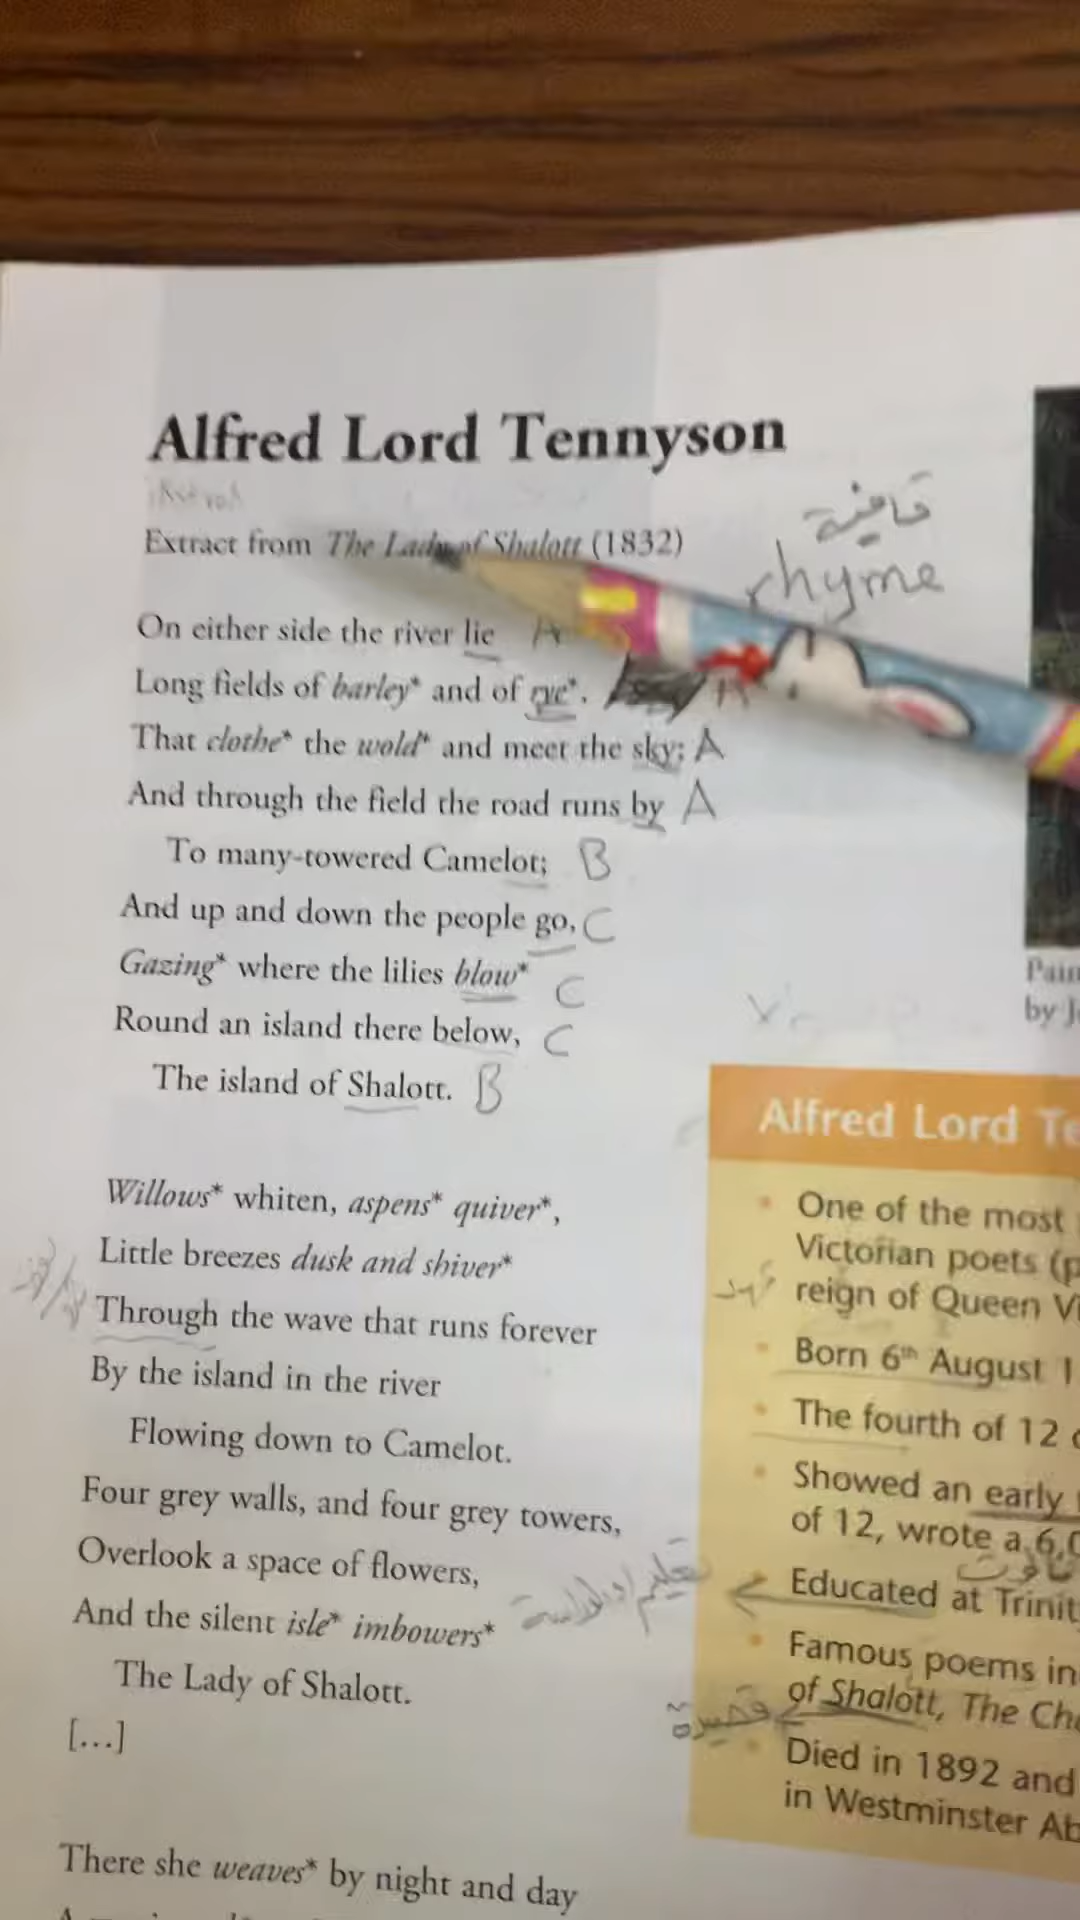 Alfred Lord Tennyson
Extract from The Lady of Shalott (1832)
قافية
rhyme
On either side the river lie A
Long fields of barley* and of rye*, A
That clothe* the wold* and meet the sky; A
And through the field the road runs by A
To many-towered Camelot; B
And up and down the people go, C
Gazing* where the lilies blow* C
Round an island there below, C
The island of Shalott. B
Willows* whiten, aspens* quiver*,
Little breezes dusk and shiver*
Through the wave that runs forever
By the island in the river
Flowing down to Camelot.
Four grey walls, and four grey towers,
Overlook a space of flowers,
And the silent isle* imbowers*
The Lady of Shalott.
[...]
There she weaves* by night and day
Pain
by J
Alfred Lord Te
• One of the most
Victorian poets (p
reign of Queen Vi
• Born 6th August 1
• The fourth of 12
• Showed an early
of 12, wrote a 6,0
• Educated at Trinit
• Famous poems in
of Shalott, The Cha
قصيدة
• Died in 1892 and
in Westminster Ab